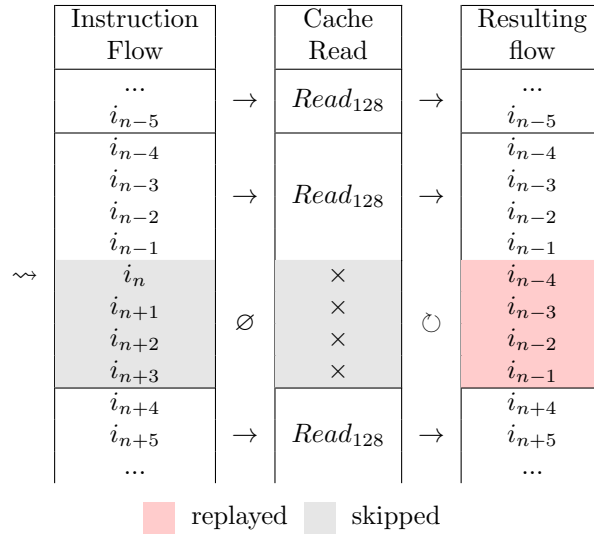 Instruction Flow | Cache Read | Resulting flow
... | | ...
i_{n−5} | → Read_{128} → | i_{n−5}
i_{n−4} | | i_{n−4}
i_{n−3} | | i_{n−3}
i_{n−2} | → Read_{128} → | i_{n−2}
i_{n−1} | | i_{n−1}
⇝ i_n | × | i_{n−4}
i_{n+1} | × | i_{n−3}
∅ ↻
i_{n+2} | × | i_{n−2}
i_{n+3} | × | i_{n−1}
i_{n+4} | | i_{n+4}
i_{n+5} | → Read_{128} → | i_{n+5}
... | | ...
replayed skipped